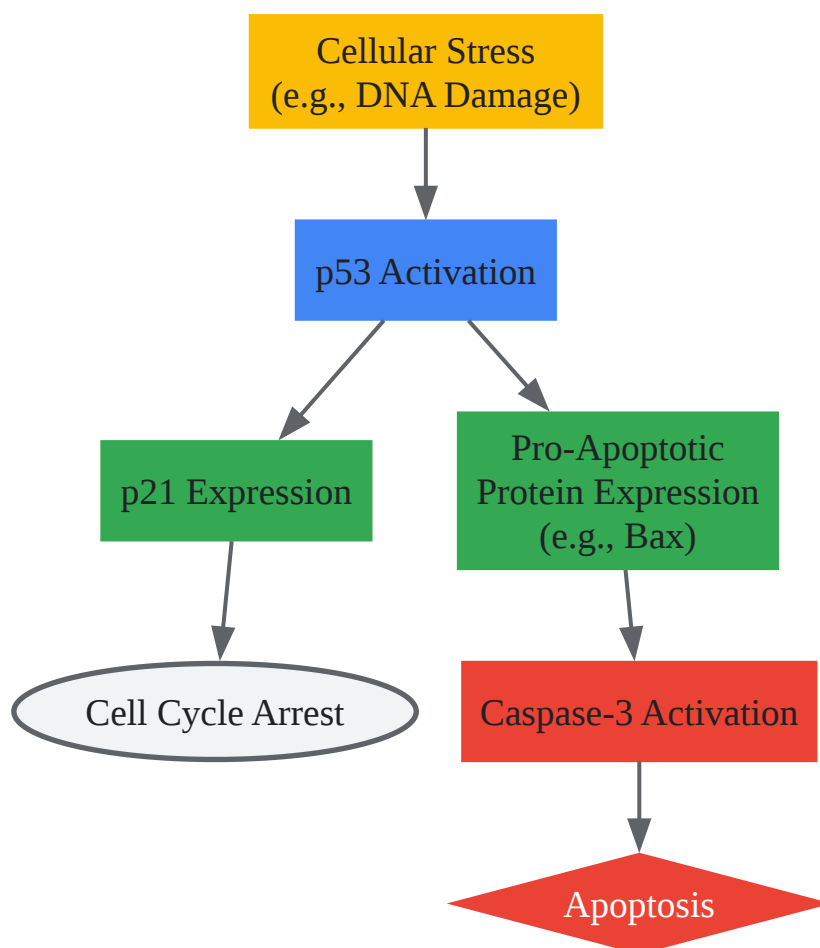 Cellular Stress
(e.g., DNA Damage)
p53 Activation
p21 Expression
Pro-Apoptotic
Protein Expression
(e.g., Bax)
Cell Cycle Arrest
Caspase-3 Activation
Apoptosis